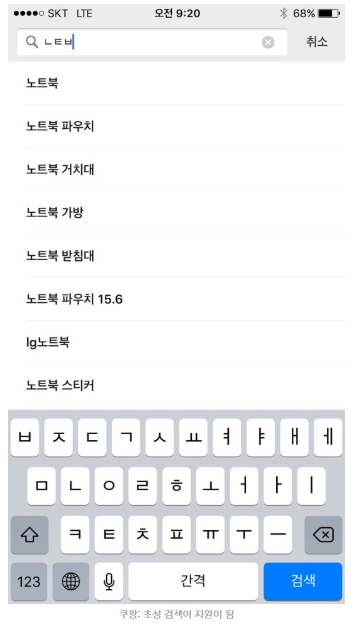 SKT LTE 오전 9:20 68%
ㄴㅌㅂ 취소
노트북
노트북 파우치
노트북 거치대
노트북 가방
노트북 받침대
노트북 파우치 15.6
lg노트북
노트북 스티커
ㅂ ㅈ ㄷ ㄱ ㅅ ㅛ ㅕ ㅑ ㅐ ㅔ
ㅁ ㄴ ㅇ ㄹ ㅎ ㅗ ㅓ ㅏ ㅣ
ㅋ ㅌ ㅊ ㅍ ㅠ ㅜ ㅡ
123 간격 검색
쿠팡: 초성 검색이 지원이 됨